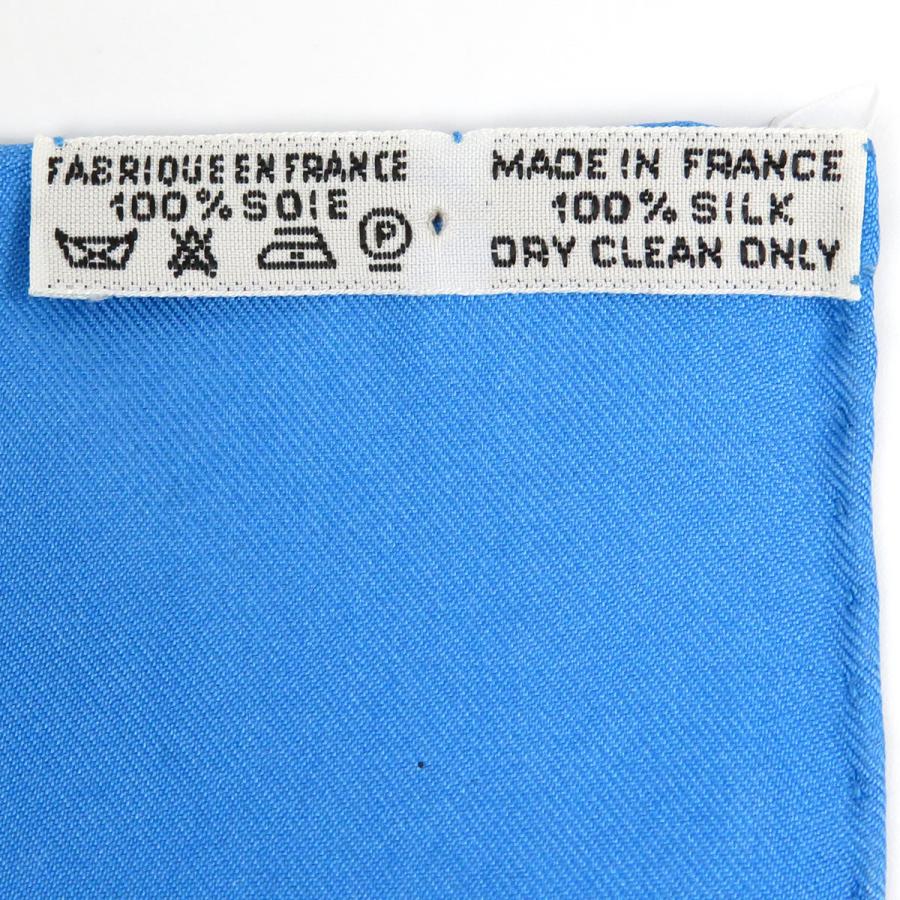 FABRIQUE EN FRANCE
100% SOIE
P
MADE IN FRANCE
100% SILK
DRY CLEAN ONLY